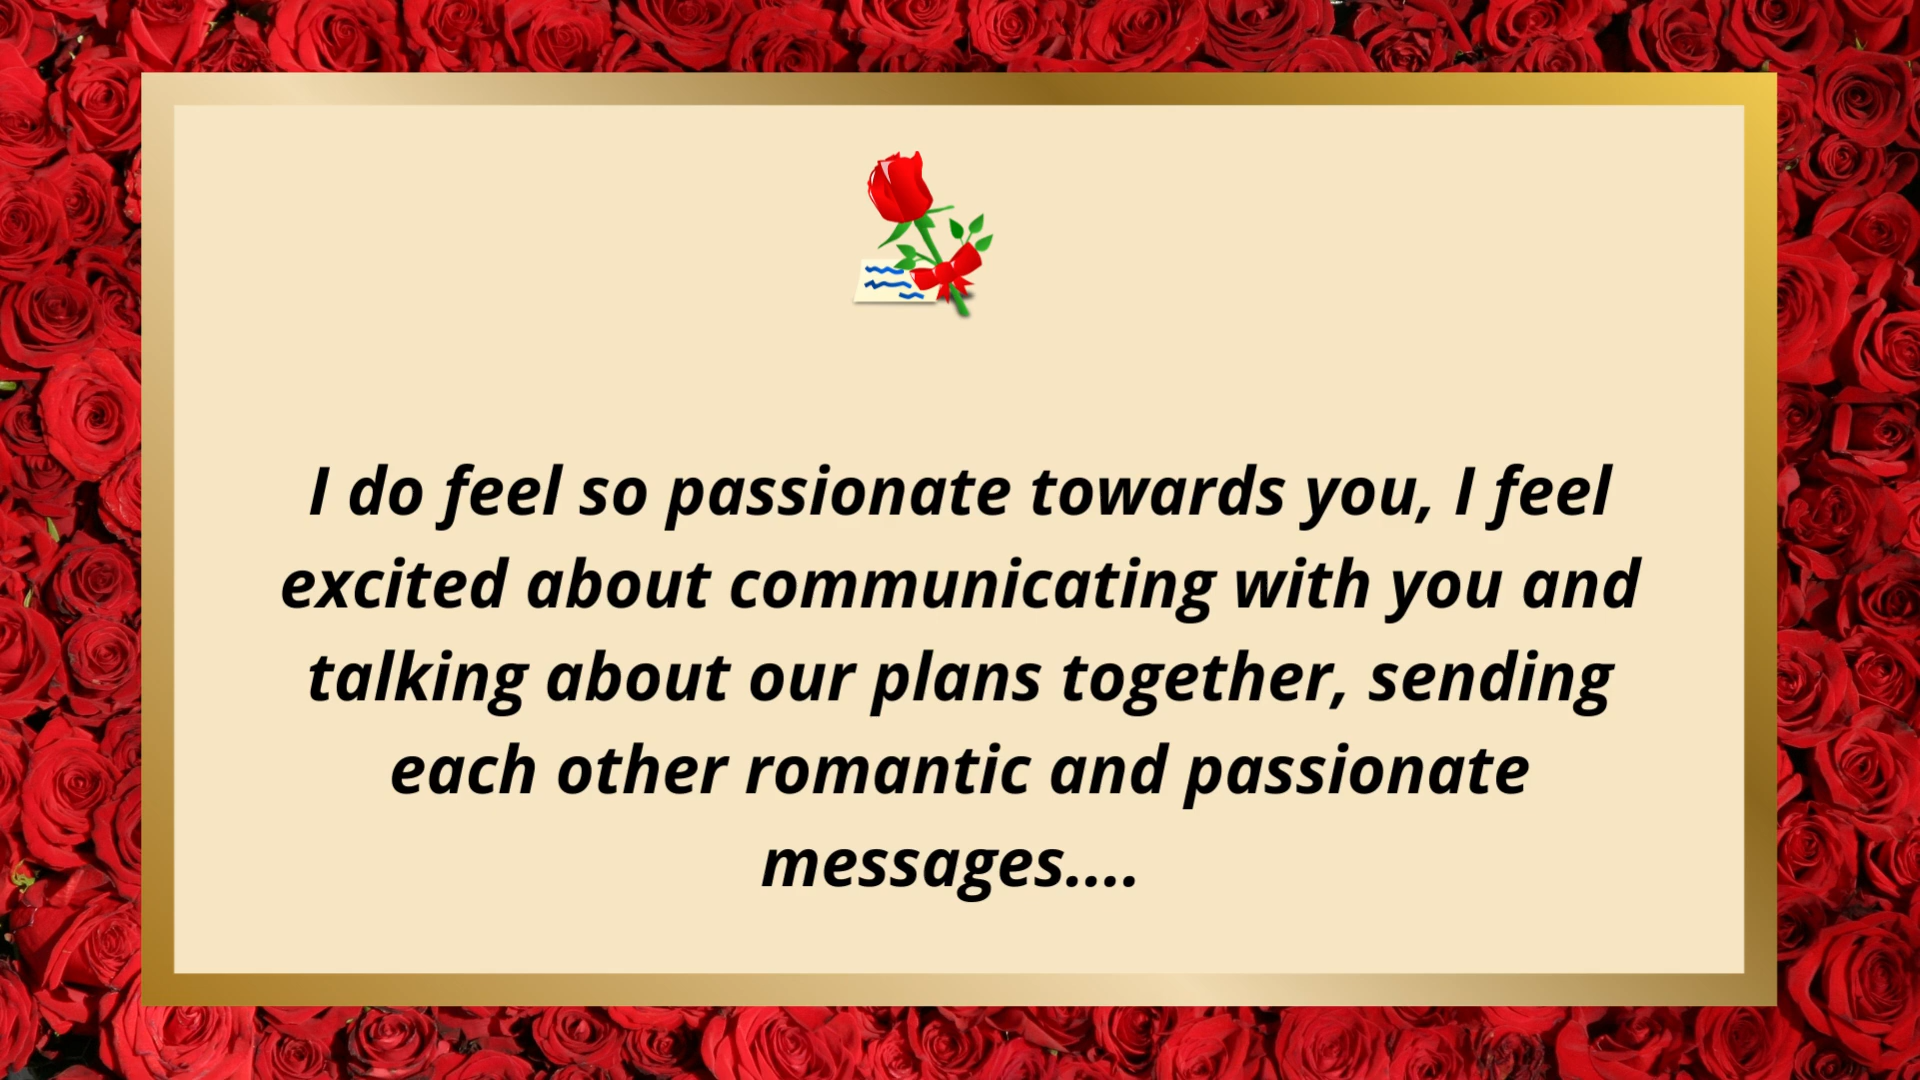 I do feel so passionate towards you, I feel
excited about communicating with you and
talking about our plans together, sending
each other romantic and passionate
messages....